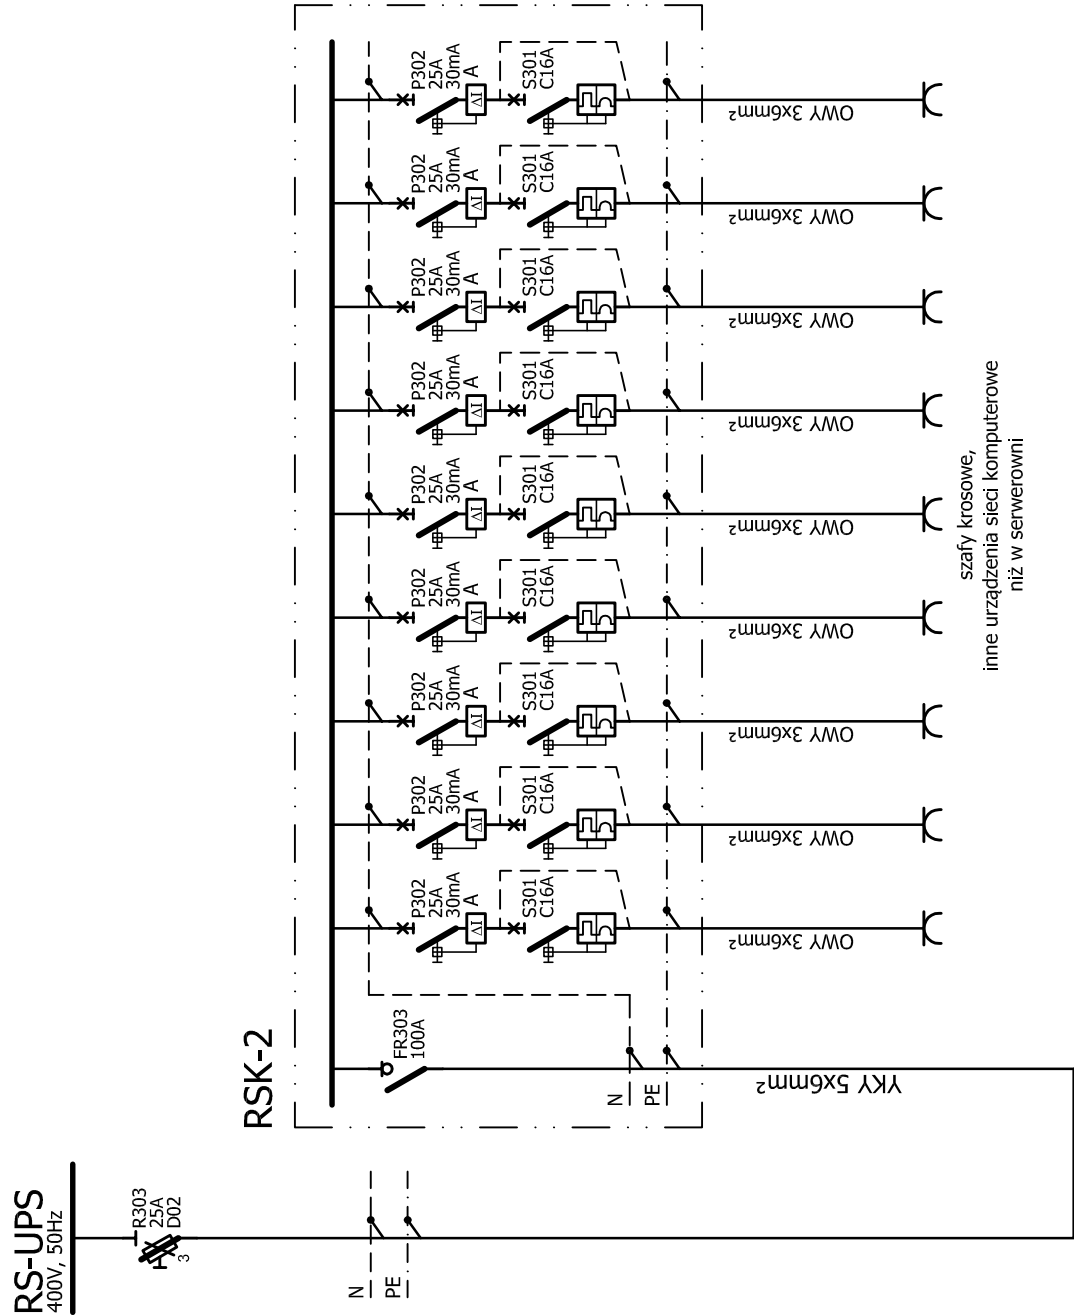 RS-UPS
400V, 50Hz
R303
25A
D02
3
N
PE
RSK-2
FR303
100A
N
PE
YKY 5x6mm²
P302
25A
30mA
A
S301
C16A
OWY 3x6mm²
P302
25A
30mA
A
S301
C16A
OWY 3x6mm²
P302
25A
30mA
A
S301
C16A
OWY 3x6mm²
P302
25A
30mA
A
S301
C16A
OWY 3x6mm²
P302
25A
30mA
A
S301
C16A
OWY 3x6mm²
P302
25A
30mA
A
S301
C16A
OWY 3x6mm²
P302
25A
30mA
A
S301
C16A
OWY 3x6mm²
P302
25A
30mA
A
S301
C16A
OWY 3x6mm²
P302
25A
30mA
A
S301
C16A
OWY 3x6mm²
szafy krosowe,
inne urządzenia sieci komputerowe
niż w serwerowni